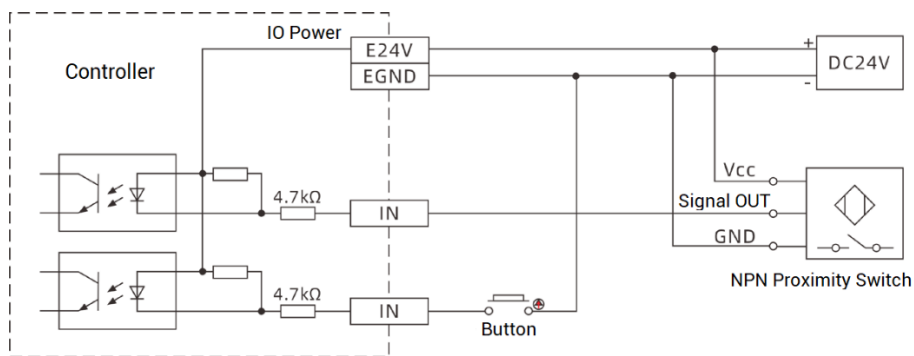 IO Power
E24V
+
Controller
DC24V
EGND
-
Vcc
4.7kΩ
Signal OUT
IN
GND
NPN Proximity Switch
4.7kΩ
IN
Button